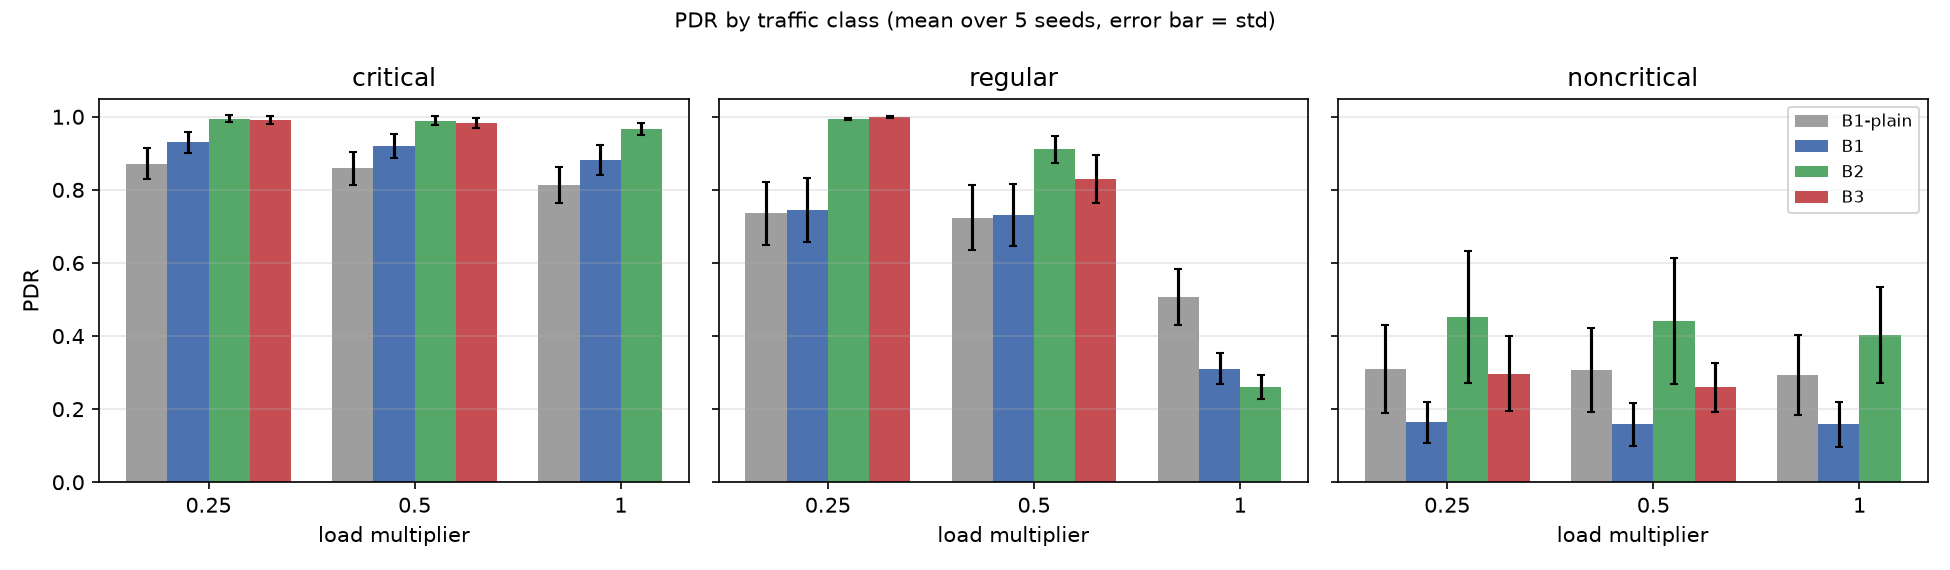 PDR by traffic class (mean over 5 seeds, error bar = std)
critical
regular
noncritical
PDR
1.0
0.8
0.6
0.4
0.2
0.0
B1-plain
B1
B2
B3
0.25 0.5 1
0.25 0.5 1
0.25 0.5 1
load multiplier
load multiplier
load multiplier